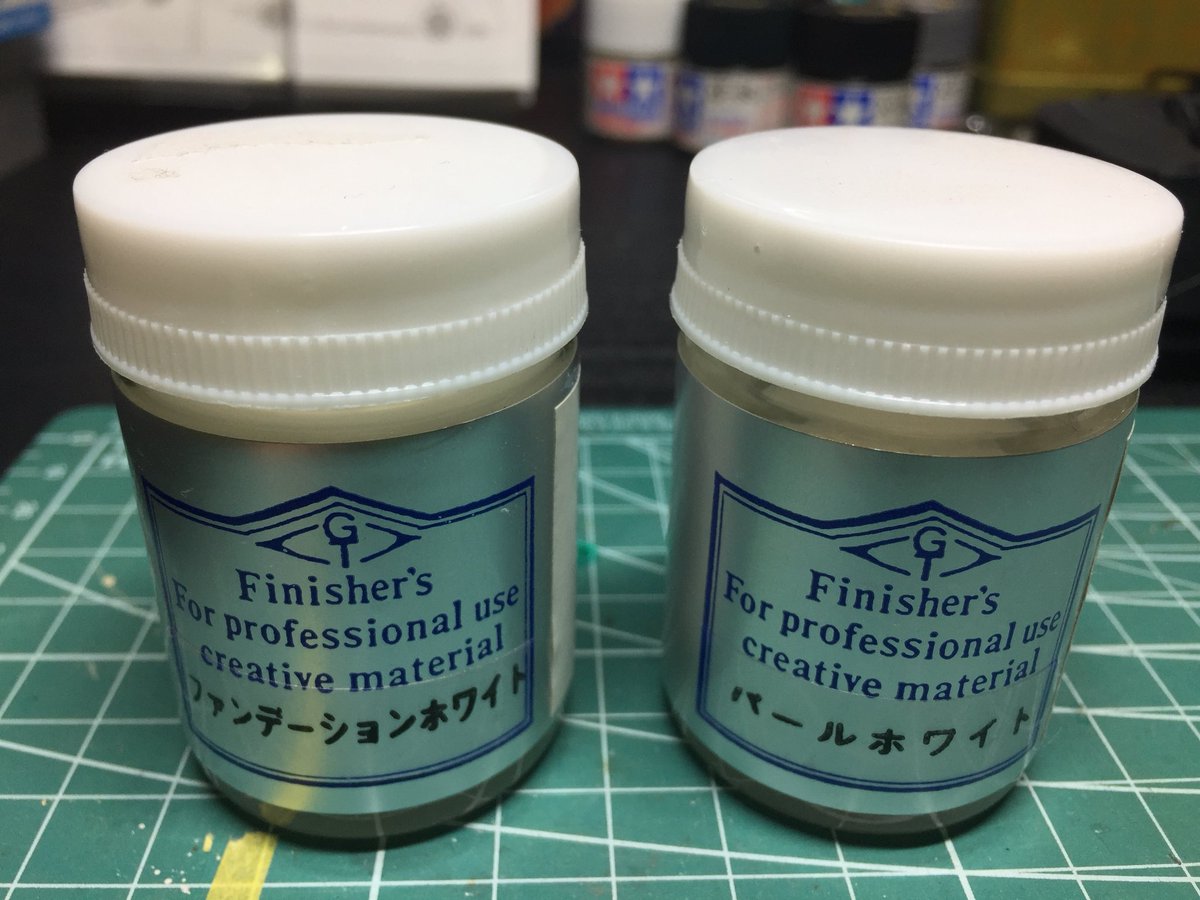 G
Finisher's
For professional use
creative material
ファンデーションホワイト
G
Finisher's
For professional use
creative material
パールホワイト